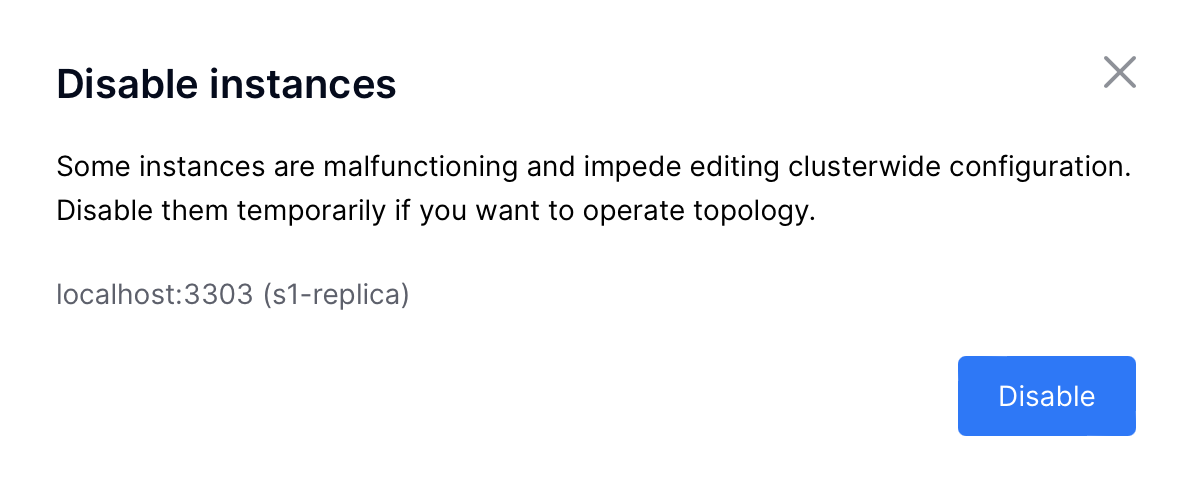 Disable instances
Some instances are malfunctioning and impede editing clusterwide configuration.
Disable them temporarily if you want to operate topology.
localhost:3303 (s1-replica)
Disable